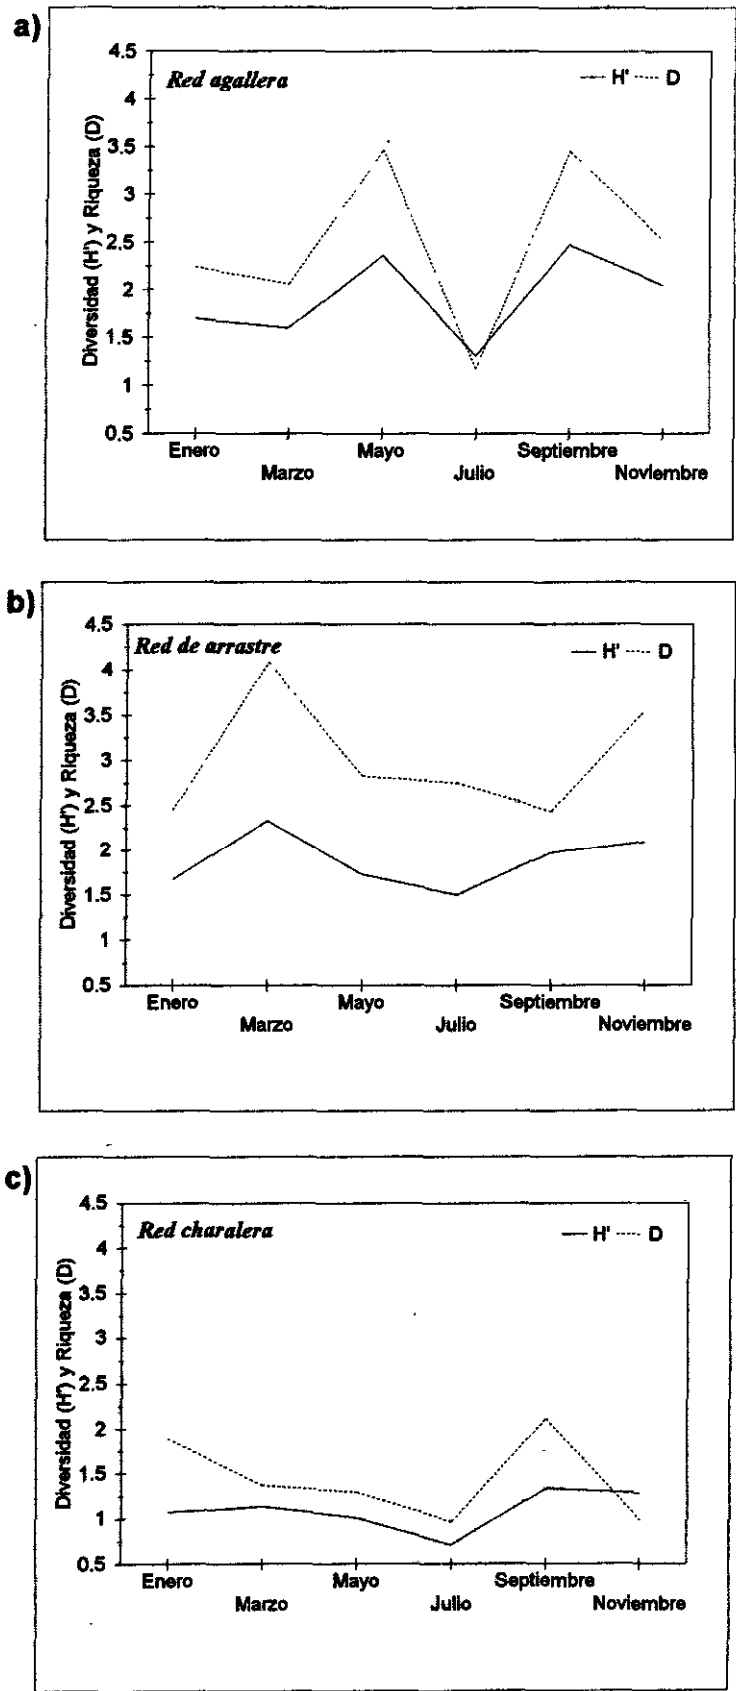 a)
Red agallera
H' D
Diversidad (H') y Riqueza (D)
4.5
4
3.5
3
2.5
2
1.5
1
0.5
Enero Mayo Septiembre
Marzo Julio Noviembre
b)
Red de arrastre
H' D
Diversidad (H') y Riqueza (D)
4.5
4
3.5
3
2.5
2
1.5
1
0.5
Enero Mayo Septiembre
Marzo Julio Noviembre
c)
Red charalera
H' D
Diversidad (H') y Riqueza (D)
4.5
4
3.5
3
2.5
2
1.5
1
0.5
Enero Mayo Septiembre
Marzo Julio Noviembre